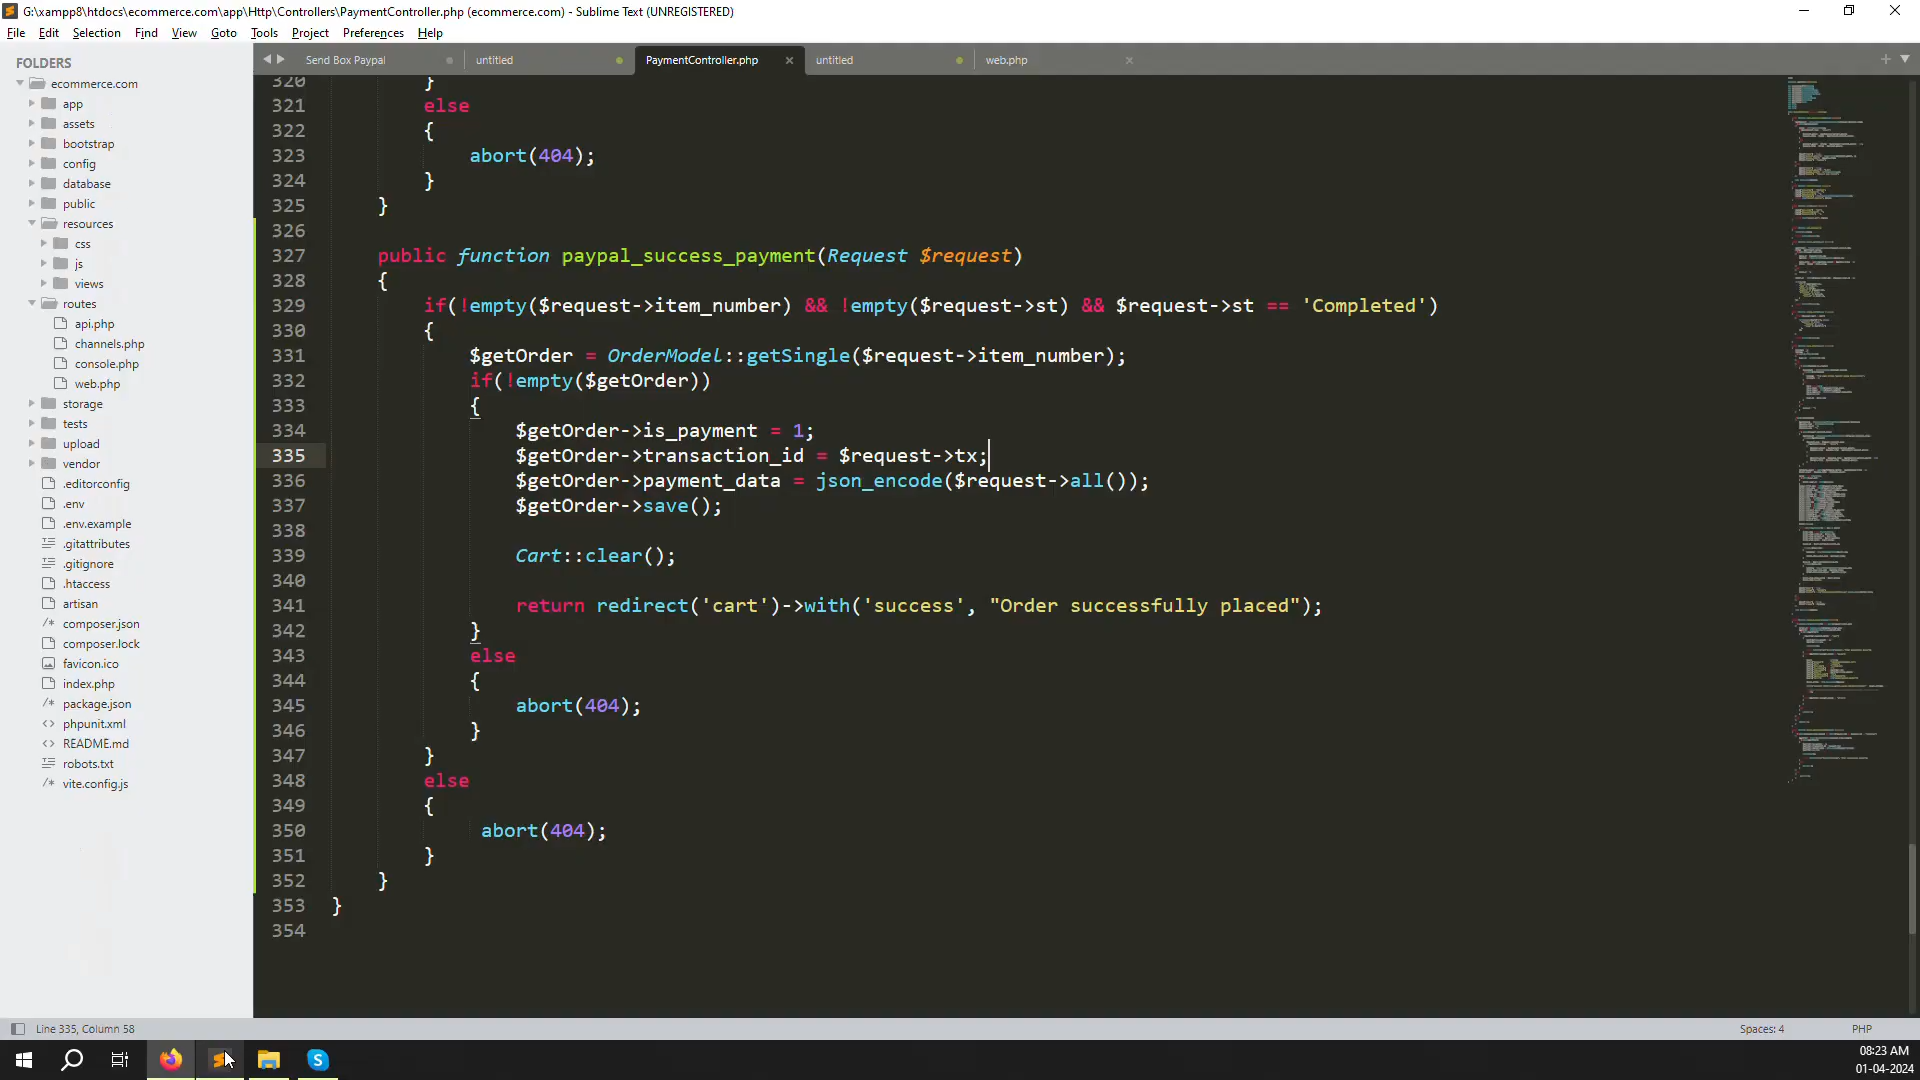 G:\xampp8\htdocs\ecommerce.com\app\Http\Controllers\PaymentController.php (ecommerce.com) - Sublime Text (UNREGISTERED)
File Edit Selection Find View Goto Tools Project Preferences Help
FOLDERS
ecommerce.com
app
assets
bootstrap
config
database
public
resources
css
js
views
routes
api.php
channels.php
console.php
web.php
storage
tests
upload
vendor
.editorconfig
.env
.env.example
.gitattributes
.gitignore
.htaccess
artisan
composer.json
composer.lock
favicon.ico
index.php
package.json
phpunit.xml
README.md
robots.txt
vite.config.js
Send Box Paypal untitled PaymentController.php untitled web.php
320 }
321 else
322 {
323 abort(404);
324 }
325 }
326
327 public function paypal_success_payment(Request $request)
328 {
329 if(!empty($request->item_number) && !empty($request->st) && $request->st == 'Completed')
330 {
331 $getOrder = OrderModel::getSingle($request->item_number);
332 if(!empty($getOrder))
333 {
334 $getOrder->is_payment = 1;
335 $getOrder->transaction_id = $request->tx;
336 $getOrder->payment_data = json_encode($request->all());
337 $getOrder->save();
338
339 Cart::clear();
340
341 return redirect('cart')->with('success', "Order successfully placed");
342 }
343 else
344 {
345 abort(404);
346 }
347 }
348 else
349 {
350 abort(404);
351 }
352 }
353 }
354
Line 335, Column 58
Spaces: 4 PHP
08:23 AM
01-04-2024